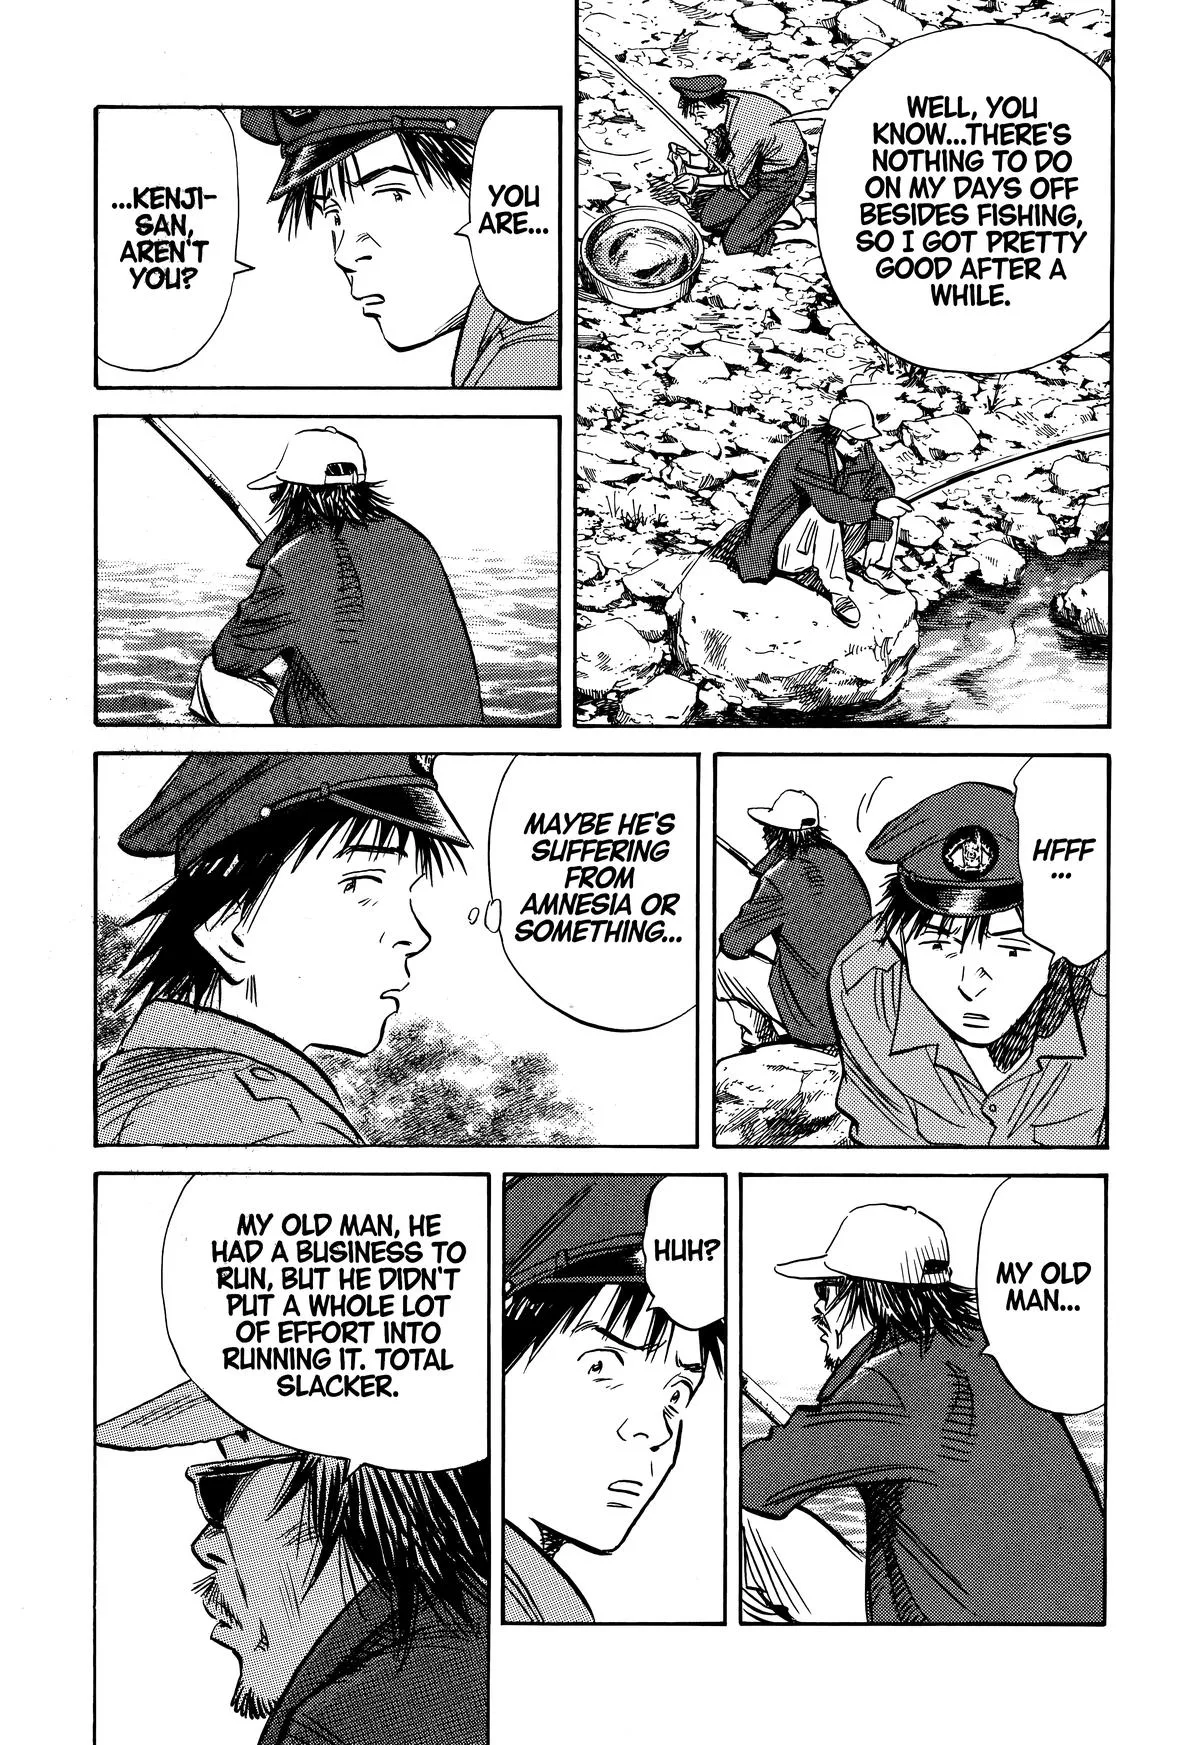 WELL, YOU
KNOW...THERE'S
NOTHING TO DO
ON MY DAYS OFF
BESIDES FISHING,
SO I GOT PRETTY
GOOD AFTER A
WHILE.
YOU
ARE...
...KENJI-
SAN,
AREN'T
YOU?
HFFF
...
MAYBE HE'S
SUFFERING
FROM
AMNESIA OR
SOMETHING...
MY OLD
MAN...
HUH?
MY OLD MAN, HE
HAD A BUSINESS TO
RUN, BUT HE DIDN'T
PUT A WHOLE LOT
OF EFFORT INTO
RUNNING IT. TOTAL
SLACKER.